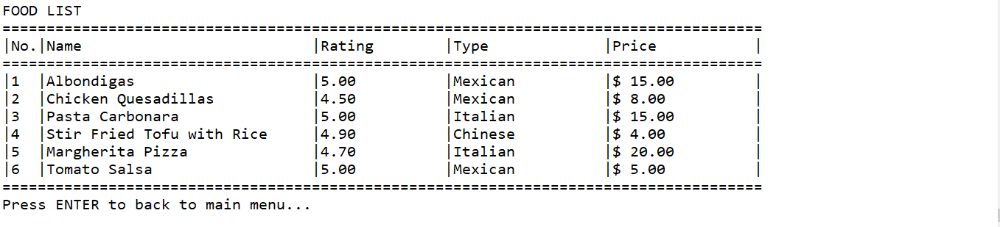 FOOD LIST
======================================================================================
|No.|Name                          |Rating        |Type             |Price           |
======================================================================================
|1  |Albondigas                    |5.00          |Mexican          |$ 15.00         |
|2  |Chicken Quesadillas           |4.50          |Mexican          |$ 8.00          |
|3  |Pasta Carbonara               |5.00          |Italian          |$ 15.00         |
|4  |Stir Fried Tofu with Rice     |4.90          |Chinese          |$ 4.00          |
|5  |Margherita Pizza              |4.70          |Italian          |$ 20.00         |
|6  |Tomato Salsa                  |5.00          |Mexican          |$ 5.00          |
======================================================================================
Press ENTER to back to main menu...